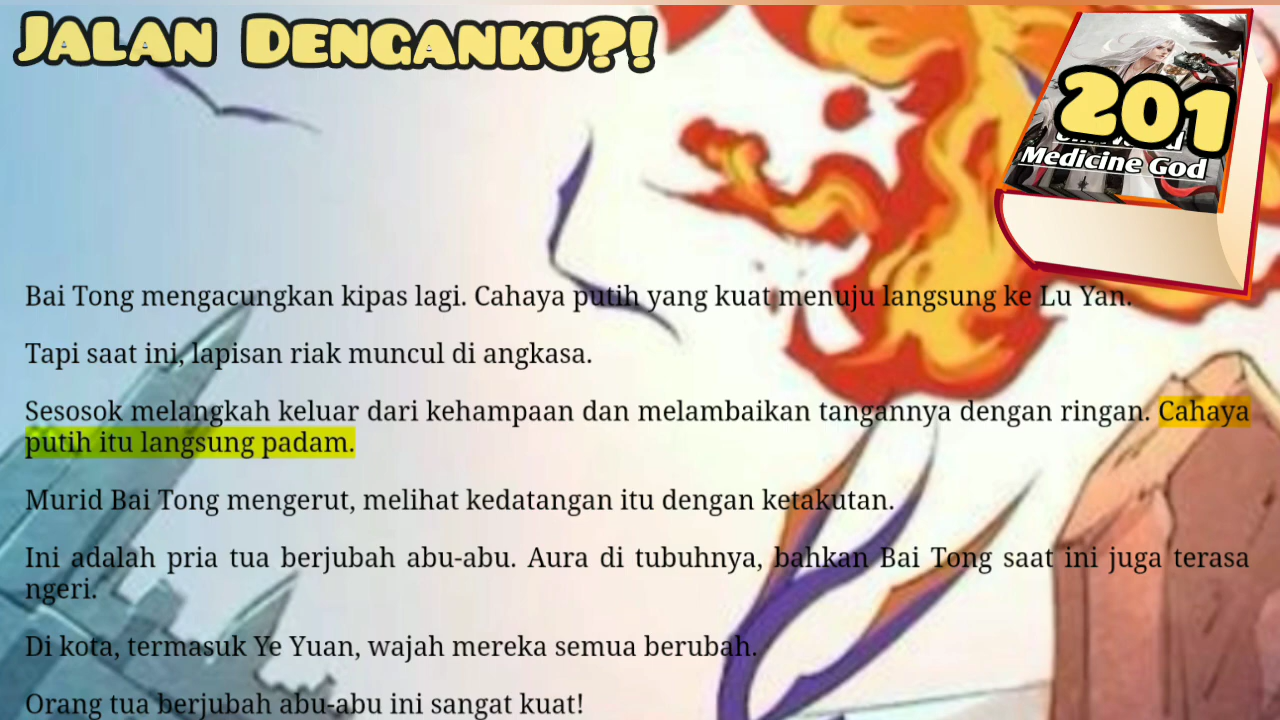 Jalan Denganku?!
201
Medicine God
Bai Tong mengacungkan kipas lagi. Cahaya putih yang kuat menuju langsung ke Lu Yan.
Tapi saat ini, lapisan riak muncul di angkasa.
Sesosok melangkah keluar dari kehampaan dan melambaikan tangannya dengan ringan. Cahaya
putih itu langsung padam.
Murid Bai Tong mengerut, melihat kedatangan itu dengan ketakutan.
Ini adalah pria tua berjubah abu-abu. Aura di tubuhnya, bahkan Bai Tong saat ini juga terasa
ngeri.
Di kota, termasuk Ye Yuan, wajah mereka semua berubah.
Orang tua berjubah abu-abu ini sangat kuat!